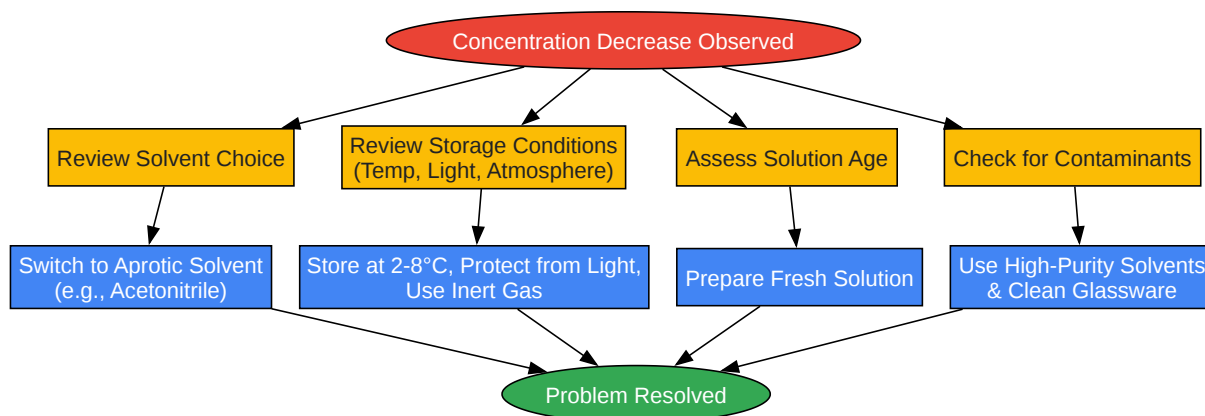 Concentration Decrease Observed
Review Solvent Choice
Review Storage Conditions
(Temp, Light, Atmosphere)
Assess Solution Age
Check for Contaminants
Switch to Aprotic Solvent
(e.g., Acetonitrile)
Store at 2-8°C, Protect from Light,
Use Inert Gas
Prepare Fresh Solution
Use High-Purity Solvents
& Clean Glassware
Problem Resolved